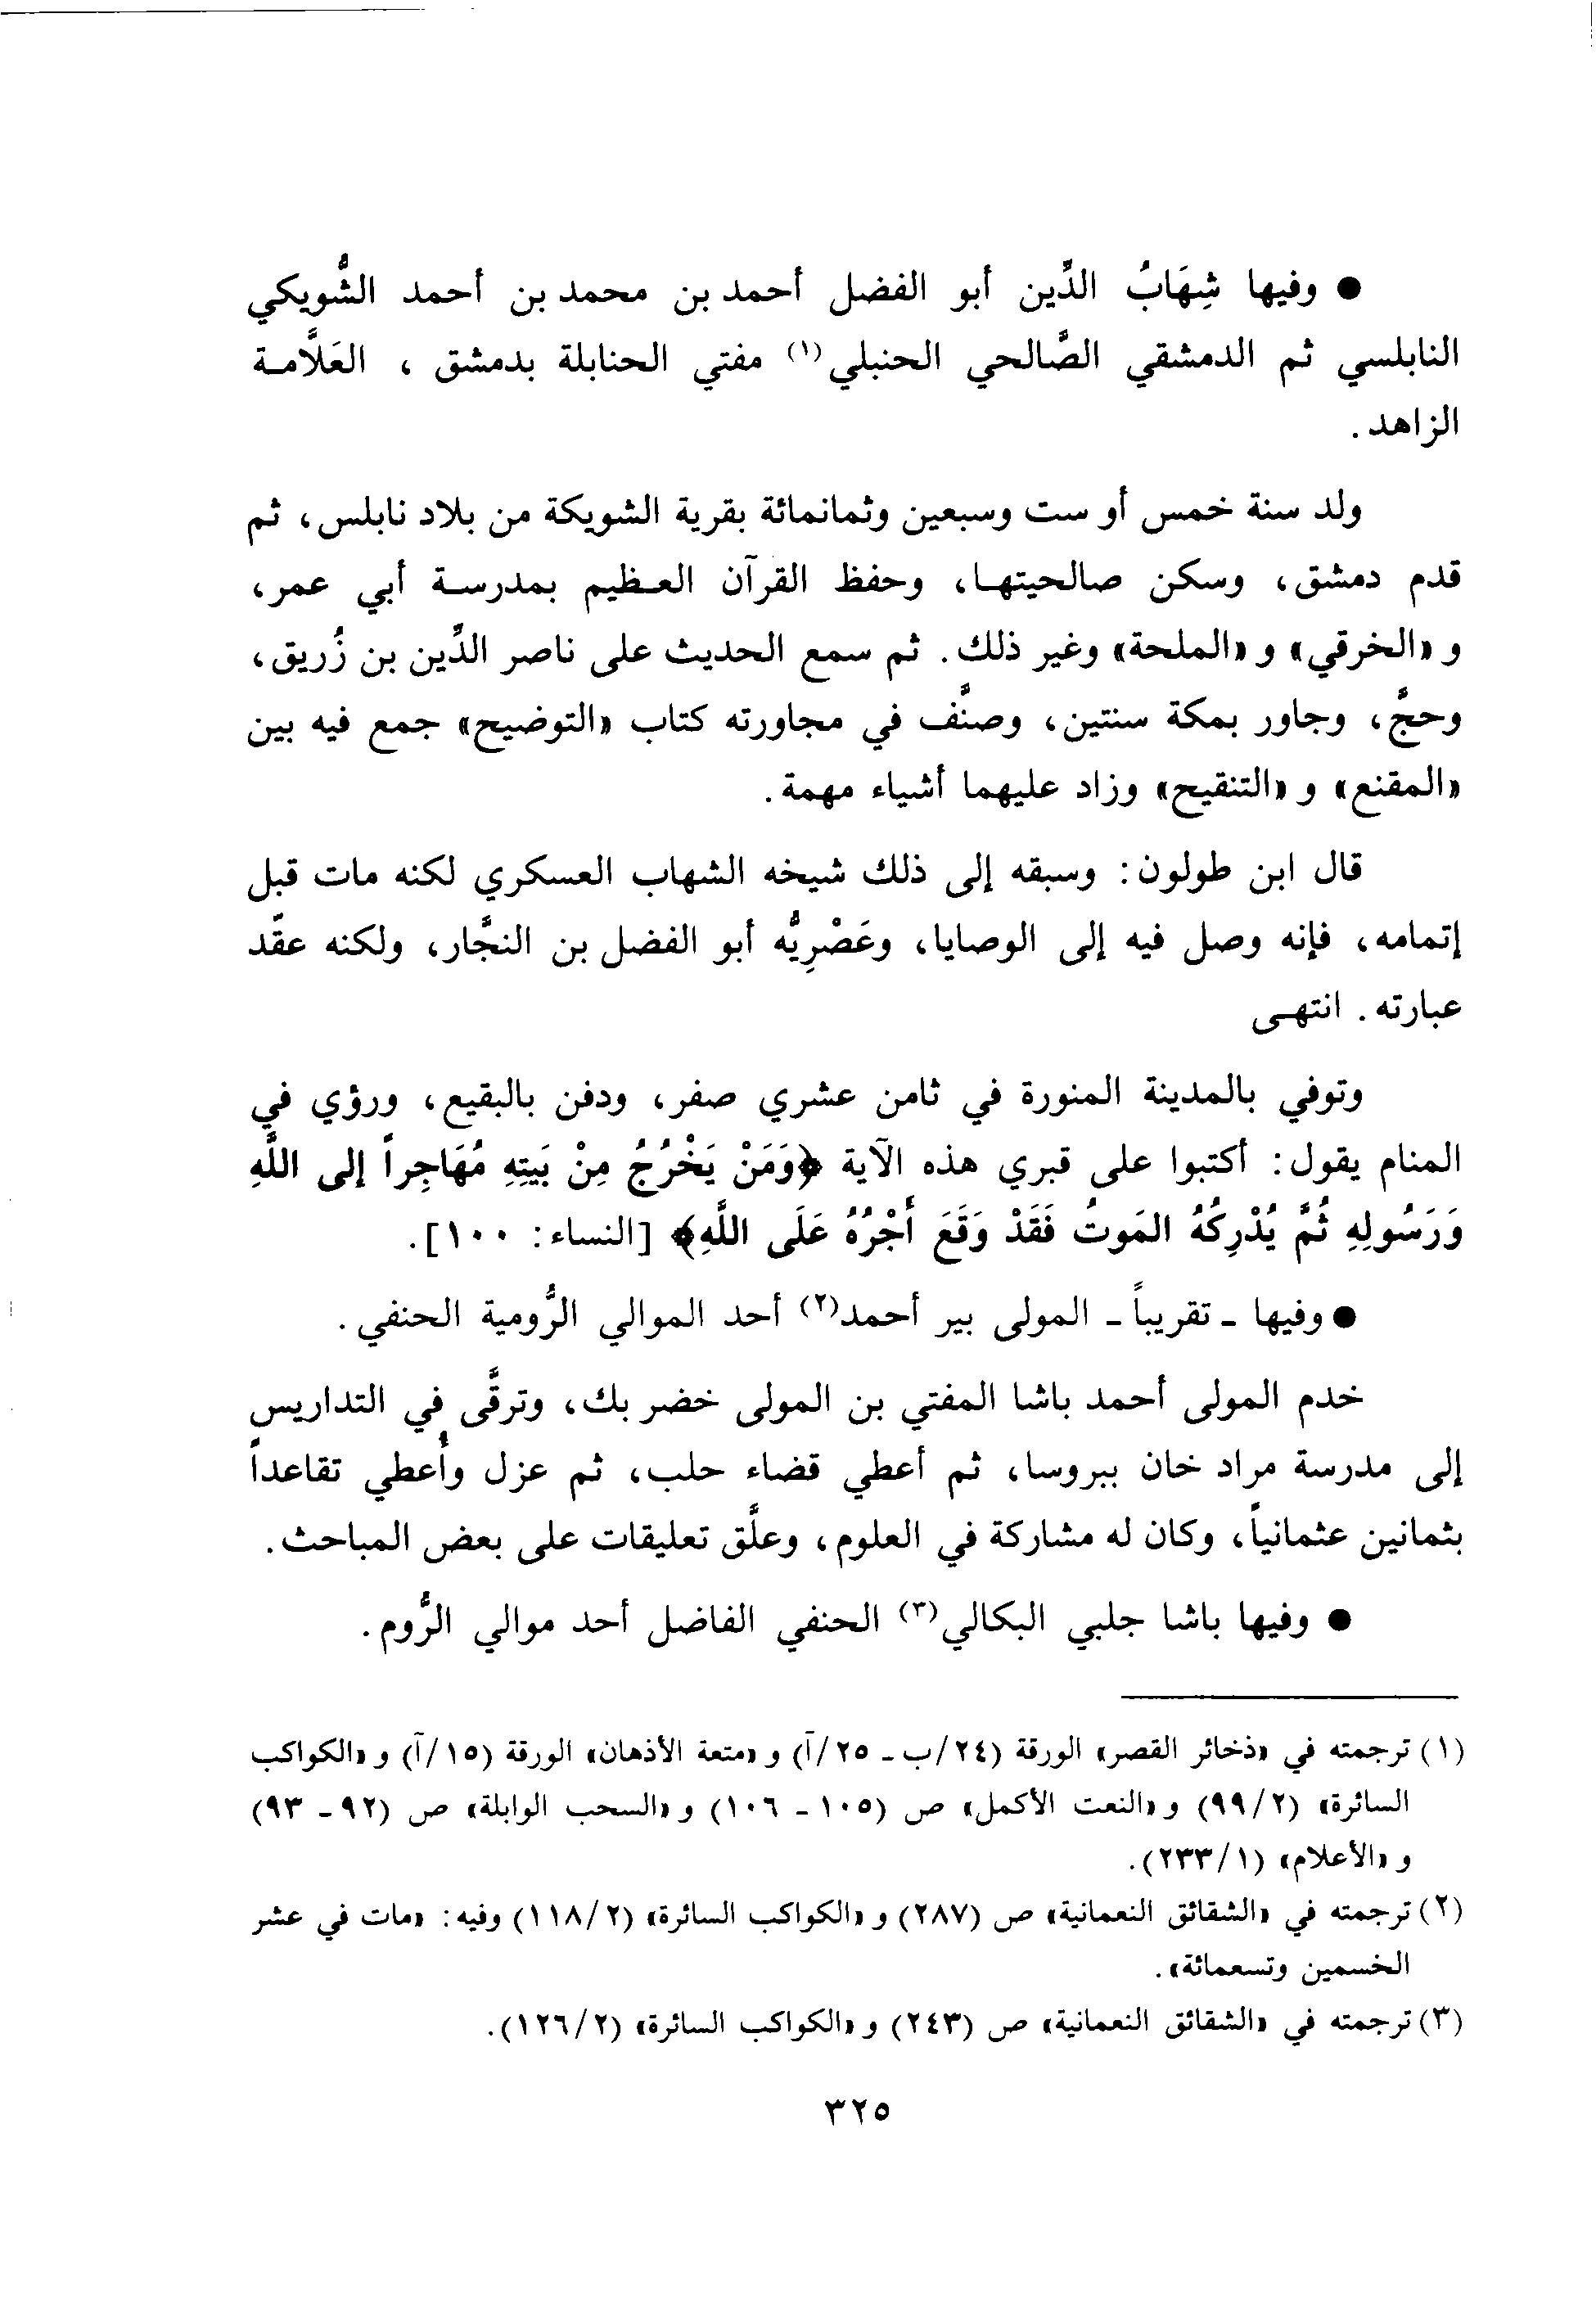 ● وفيها شِهَابُ الدِّين أبو الفضل أحمد بن محمد بن أحمد الشُّويكي
النابلسي ثم الدمشقي الصَّالحي الحنبلي(١) مفتي الحنابلة بدمشق ، العَلاَّمة
الزاهد .
ولد سنة خمس أو ست وسبعين وثمانمائة بقرية الشويكة من بلاد نابلس، ثم
قدم دمشق، وسكن صالحيتها، وحفظ القرآن العظيم بمدرسة أبي عمر،
و «الخرقي» و «الملحة» وغير ذلك. ثم سمع الحديث على ناصر الدِّين بن زُريق،
وحجَّ، وجاور بمكة سنتين، وصنَّف في مجاورته كتاب «التوضيح» جمع فيه بين
«المقنع» و «التنقيح» وزاد عليهما أشياء مهمة.
قال ابن طولون: وسبقه إلى ذلك شيخه الشهاب العسكري لكنه مات قبل
إتمامه، فإنه وصل فيه إلى الوصايا، وعَصْرِيُّه أبو الفضل بن النجَّار، ولكنه عقّد
عبارته. انتهى
وتوفي بالمدينة المنورة في ثامن عشري صفر، ودفن بالبقيع، ورؤي في
المنام يقول: أكتبوا على قبري هذه الآية ﴿وَمَنْ يَخْرُجُ مِنْ بَيتِهِ مُهَاجِراً إلى اللَّهِ
وَرَسُولِهِ ثُمَّ يُدْرِكُهُ المَوتُ فَقَدْ وَقَعَ أَجْرُهُ عَلَى اللَّهِ﴾ [النساء: ١٠٠].
● وفيها - تقريباً - المولى بير أحمد(٢) أحد الموالي الرُّومية الحنفي.
خدم المولى أحمد باشا المفتي بن المولى خضر بك، وترقَّى في التداريس
إلى مدرسة مراد خان ببروسا، ثم أعطي قضاء حلب، ثم عزل وأُعطي تقاعداً
بثمانين عثمانياً، وكان له مشاركة في العلوم، وعلَّق تعليقات على بعض المباحث.
● وفيها باشا جلبي البكالي(٣) الحنفي الفاضل أحد موالي الرُّوم.
(١) ترجمته في «ذخائر القصر» الورقة (٢٤/ب - ٢٥/آ) و «متعة الأذهان» الورقة (١٥/آ) و «الكواكب
السائرة» (٩٩/٢) و «النعت الأكمل» ص (١٠٥ - ١٠٦) و «السحب الوابلة» ص (٩٢ - ٩٣)
و «الأعلام» (٢٣٣/١).
(٢) ترجمته في «الشقائق النعمانية» ص (٢٨٧) و «الكواكب السائرة» (١١٨/٢) وفيه: «مات في عشر
الخسمين وتسعمائة».
(٣) ترجمته في «الشقائق النعمانية» ص (٢٤٣) و «الكواكب السائرة» (١٢٦/٢).
٣٢٥